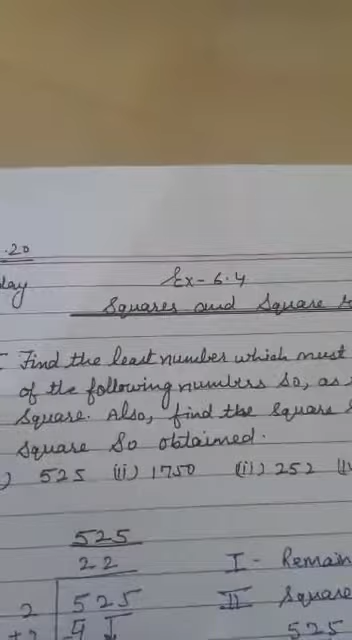 .20
day
Ex-6.4
Squares and Square
Find the least number which must
of the following numbers so, as
square. Also, find the square
square so obtained.
) 525 (ii) 1750 (ii) 252
525
22
I - Remain
2 525 II Square
+2 4 525